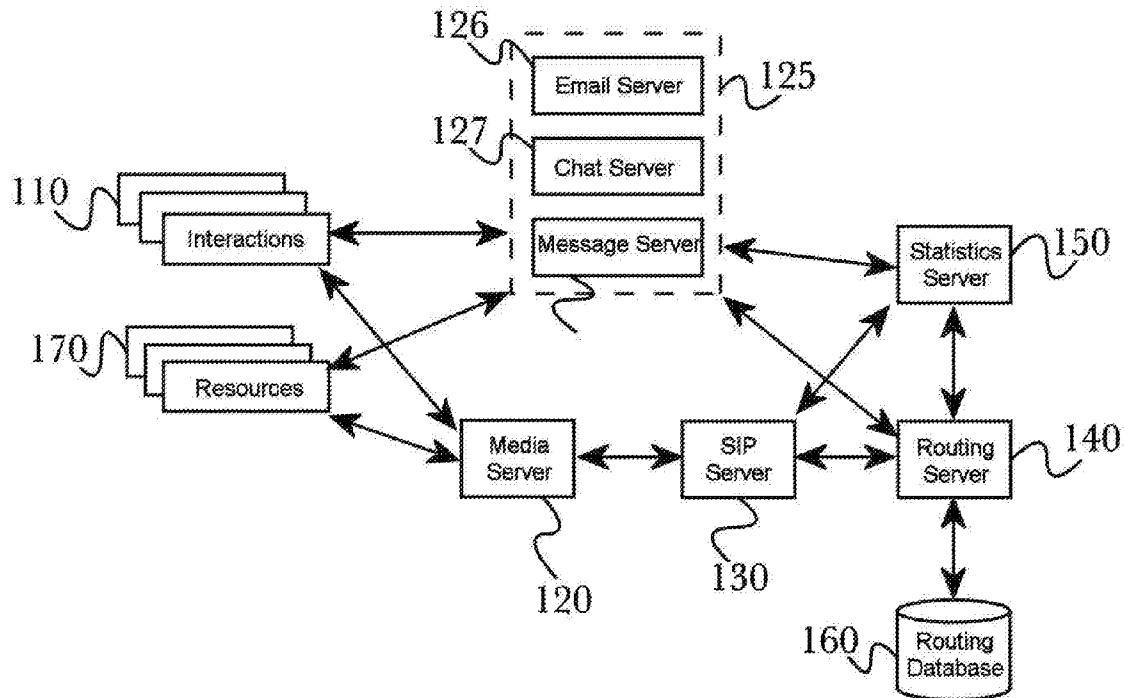 126
Email Server
125
127
Chat Server
110
Interactions
Message Server
Statistics
Server
150
170
Resources
Media
Server
SIP
Server
Routing
Server
140
120
130
160
Routing
Database